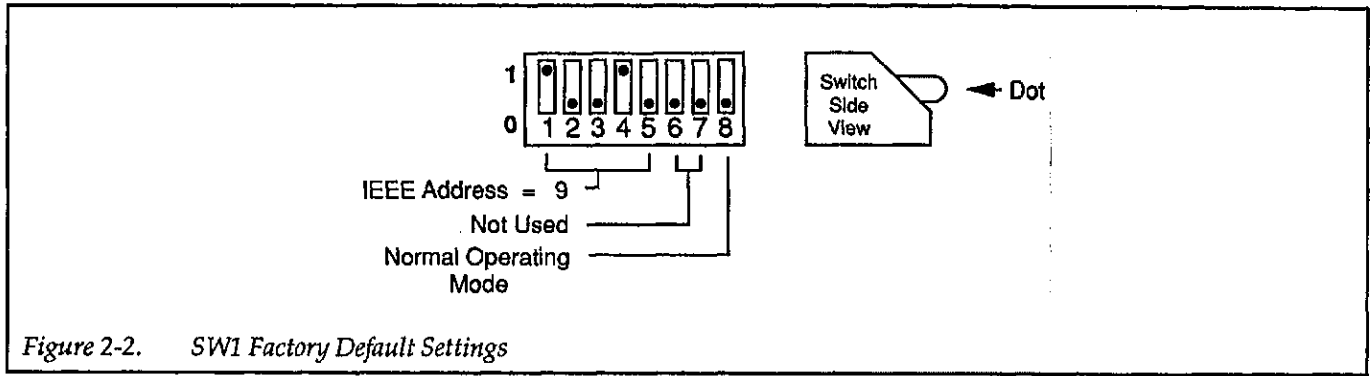 1
0
1 2 3 4 5 6 7 8
Switch
Side
View
Dot
IEEE Address = 9
Not Used
Normal Operating
Mode
Figure 2-2. SW1 Factory Default Settings